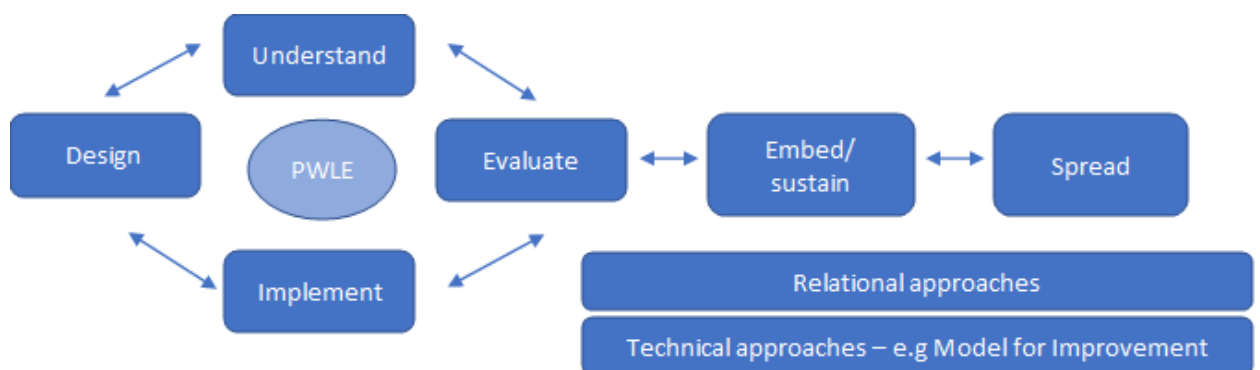 Understand
Design
PWLE
Evaluate
Embed/
sustain
Spread
Implement
Relational approaches
Technical approaches – e.g Model for Improvement